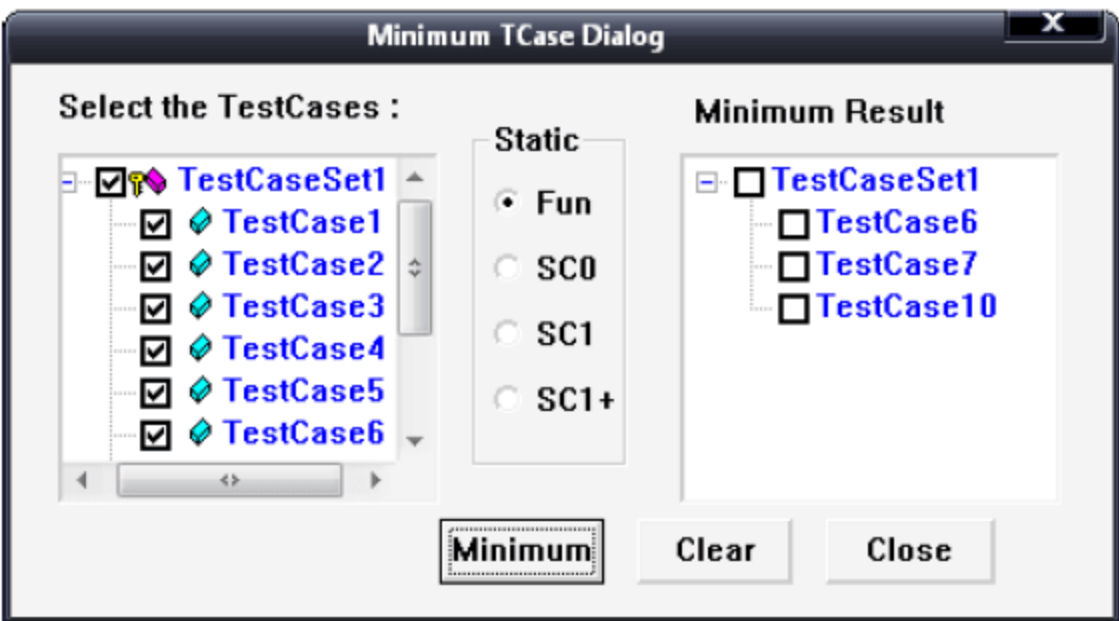 Minimum TCase Dialog
X
Select the TestCases :
TestCaseSet1
TestCase1
TestCase2
TestCase3
TestCase4
TestCase5
TestCase6
Static
Fun
SC0
SC1
SC1+
Minimum Result
TestCaseSet1
TestCase6
TestCase7
TestCase10
Minimum
Clear
Close